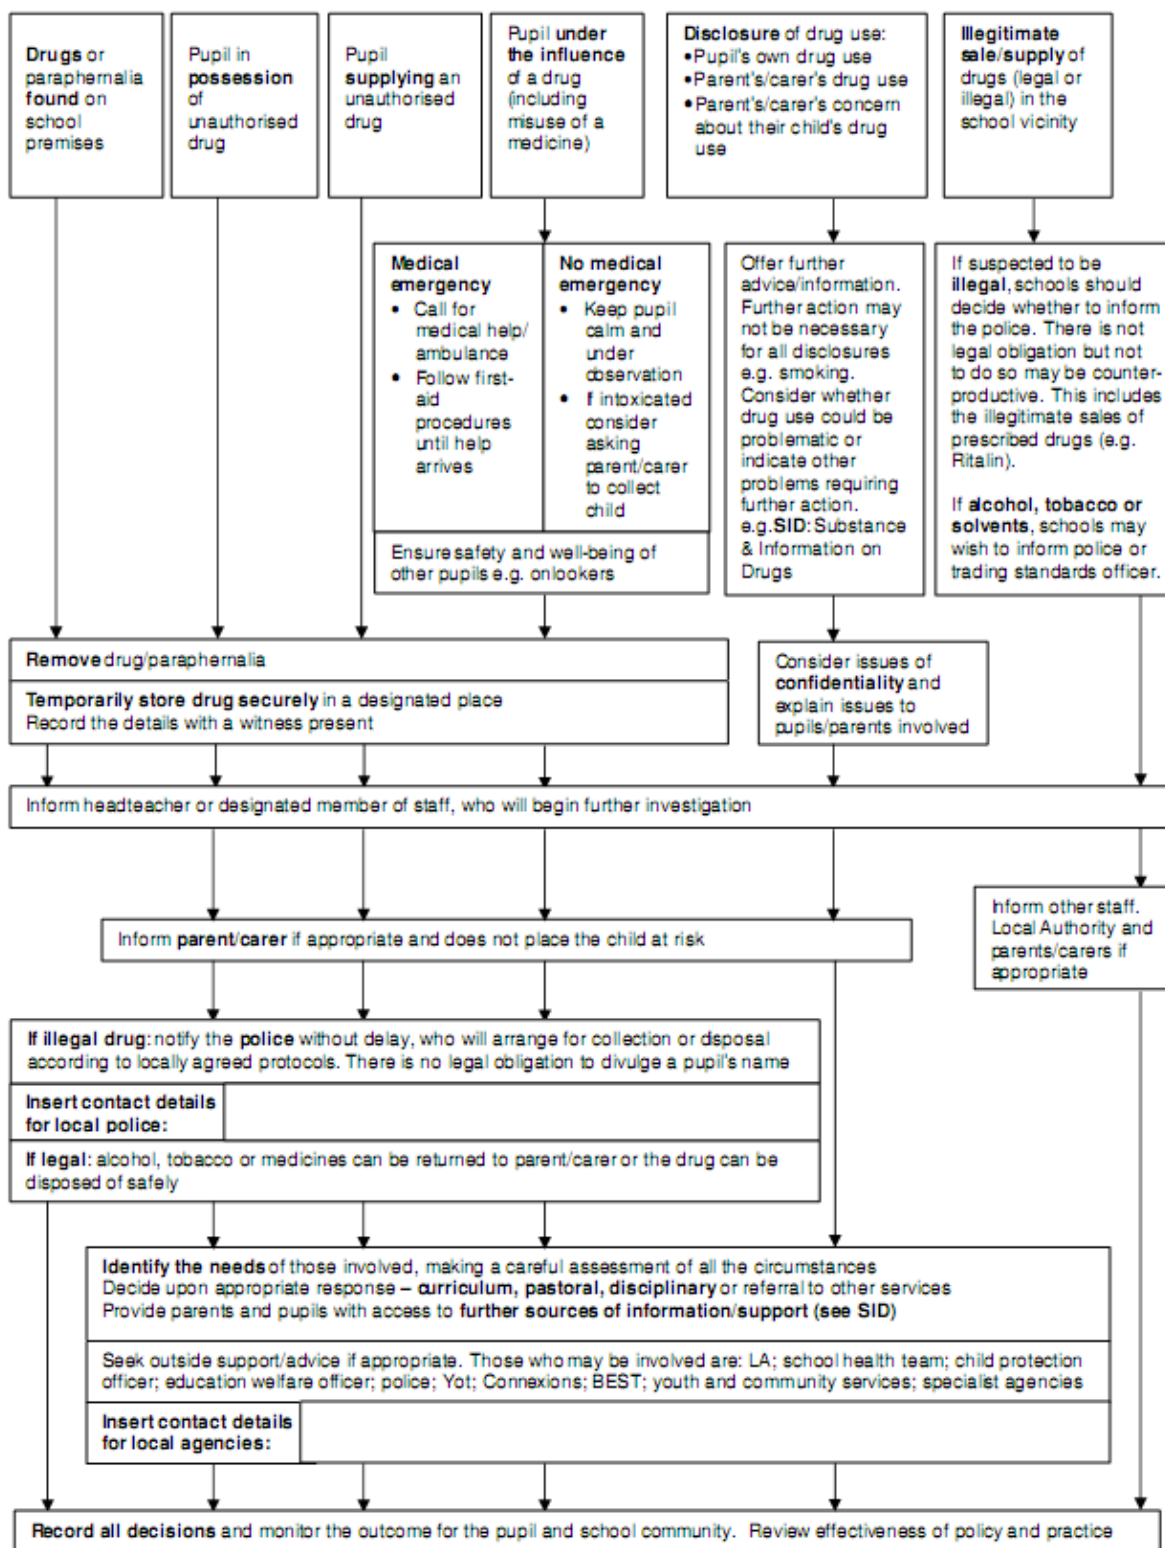 Drugs or
paraphernalia
found on
school
premises
Pupil in
possession
of
unauthorised
drug
Pupil
supplying an
unauthorised
drug
Pupil under
the influence
of a drug
(including
misuse of a
medicine)
Disclosure of drug use:
•Pupil's own drug use
•Parent's/carer's drug use
•Parent's/carer's concern
about their child's drug
use
Illegitimate
sale/supply of
drugs (legal or
illegal) in the
school vicinity
Medical
emergency
• Call for
medical help/
ambulance
• Follow first-
aid
procedures
until help
arrives
No medical
emergency
• Keep pupil
calm and
under
observation
• If intoxicated
consider
asking
parent/carer
to collect
child
Ensure safety and well-being of
other pupils e.g. onlookers
Offer further
advice/information.
Further action may
not be necessary
for all disclosures
e.g. smoking.
Consider whether
drug use could be
problematic or
indicate other
problems requiring
further action.
e.g.SID: Substance
& Information on
Drugs
If suspected to be
illegal, schools should
decide whether to inform
the police. There is not
legal obligation but not
to do so may be counter-
productive. This includes
the illegitimate sales of
prescribed drugs (e.g.
Ritalin).
If alcohol, tobacco or
solvents, schools may
wish to inform police or
trading standards officer.
Remove drug/paraphernalia
Temporarily store drug securely in a designated place
Record the details with a witness present
Consider issues of
confidentiality and
explain issues to
pupils/parents involved
Inform headteacher or designated member of staff, who will begin further investigation
Inform parent/carer if appropriate and does not place the child at risk
Inform other staff.
Local Authority and
parents/carers if
appropriate
If illegal drug: notify the police without delay, who will arrange for collection or disposal
according to locally agreed protocols. There is no legal obligation to divulge a pupil's name
Insert contact details
for local police:
If legal: alcohol, tobacco or medicines can be returned to parent/carer or the drug can be
disposed of safely
Identify the needs of those involved, making a careful assessment of all the circumstances
Decide upon appropriate response – curriculum, pastoral, disciplinary or referral to other services
Provide parents and pupils with access to further sources of information/support (see SID)
Seek outside support/advice if appropriate. Those who may be involved are: LA; school health team; child protection
officer; education welfare officer; police; Yot; Connexions; BEST; youth and community services; specialist agencies
Insert contact details
for local agencies:
Record all decisions and monitor the outcome for the pupil and school community. Review effectiveness of policy and practice